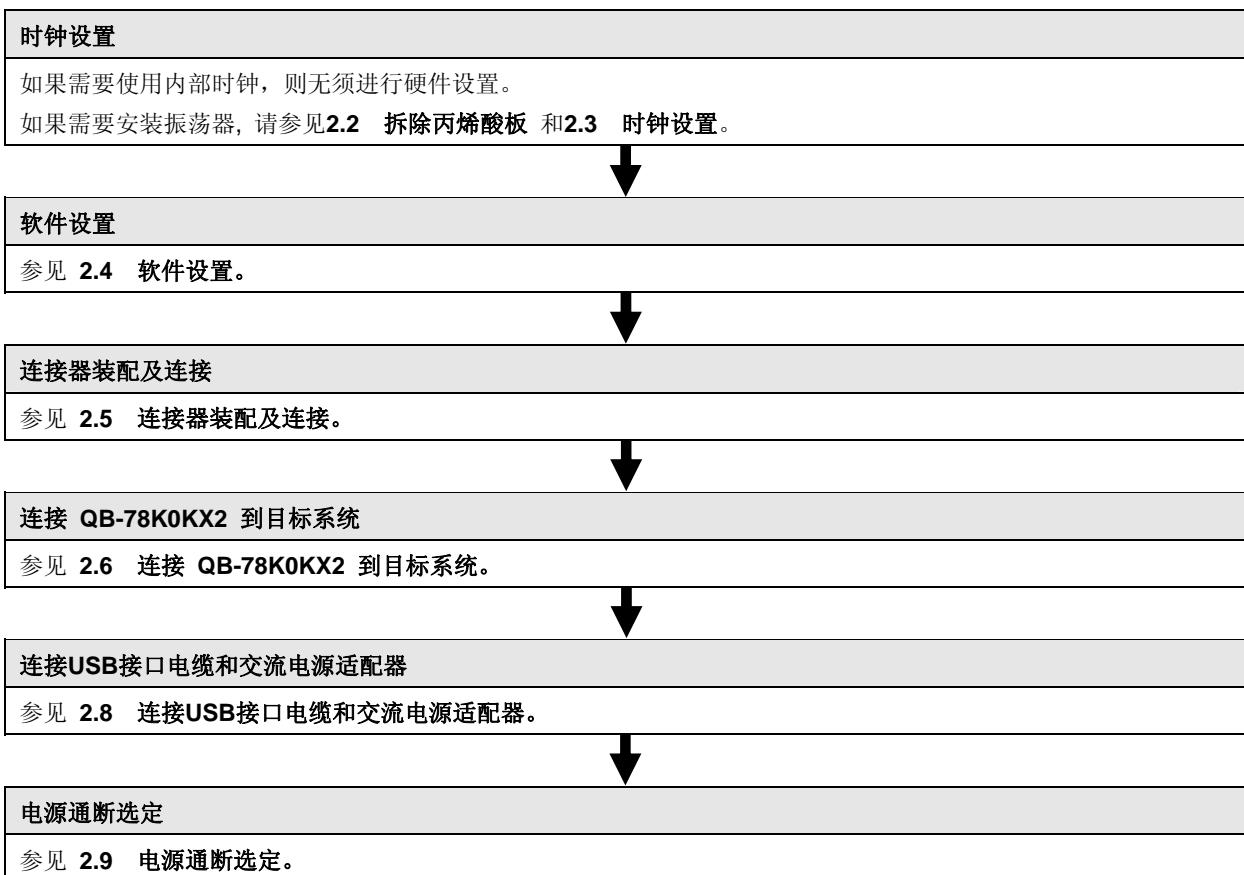 时钟设置
如果需要使用内部时钟，则无须进行硬件设置。
如果需要安装振荡器, 请参见2.2 拆除丙烯酸板 和2.3 时钟设置。
软件设置
参见 2.4 软件设置。
连接器装配及连接
参见 2.5 连接器装配及连接。
连接 QB-78K0KX2 到目标系统
参见 2.6 连接 QB-78K0KX2 到目标系统。
连接USB接口电缆和交流电源适配器
参见 2.8 连接USB接口电缆和交流电源适配器。
电源通断选定
参见 2.9 电源通断选定。